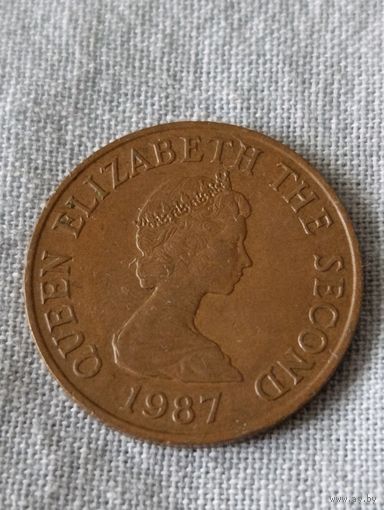 QUEEN ELIZABETH THE SECOND
1987
www.ay.by